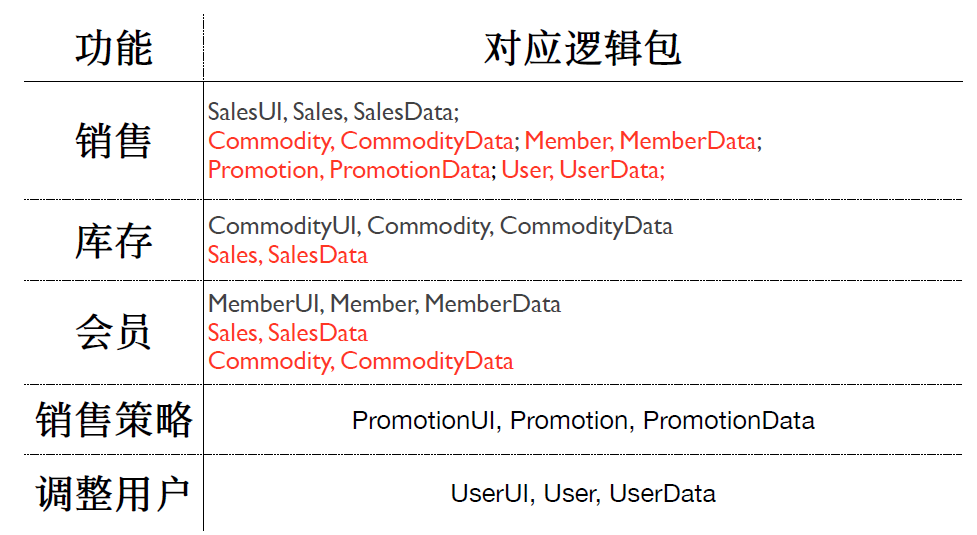 功能 对应逻辑包
销售
SalesUI, Sales, SalesData;
Commodity, CommodityData; Member, MemberData;
Promotion, PromotionData; User, UserData;
库存
CommodityUI, Commodity, CommodityData
Sales, SalesData
会员
MemberUI, Member, MemberData
Sales, SalesData
Commodity, CommodityData
销售策略 PromotionUI, Promotion, PromotionData
调整用户 UserUI, User, UserData